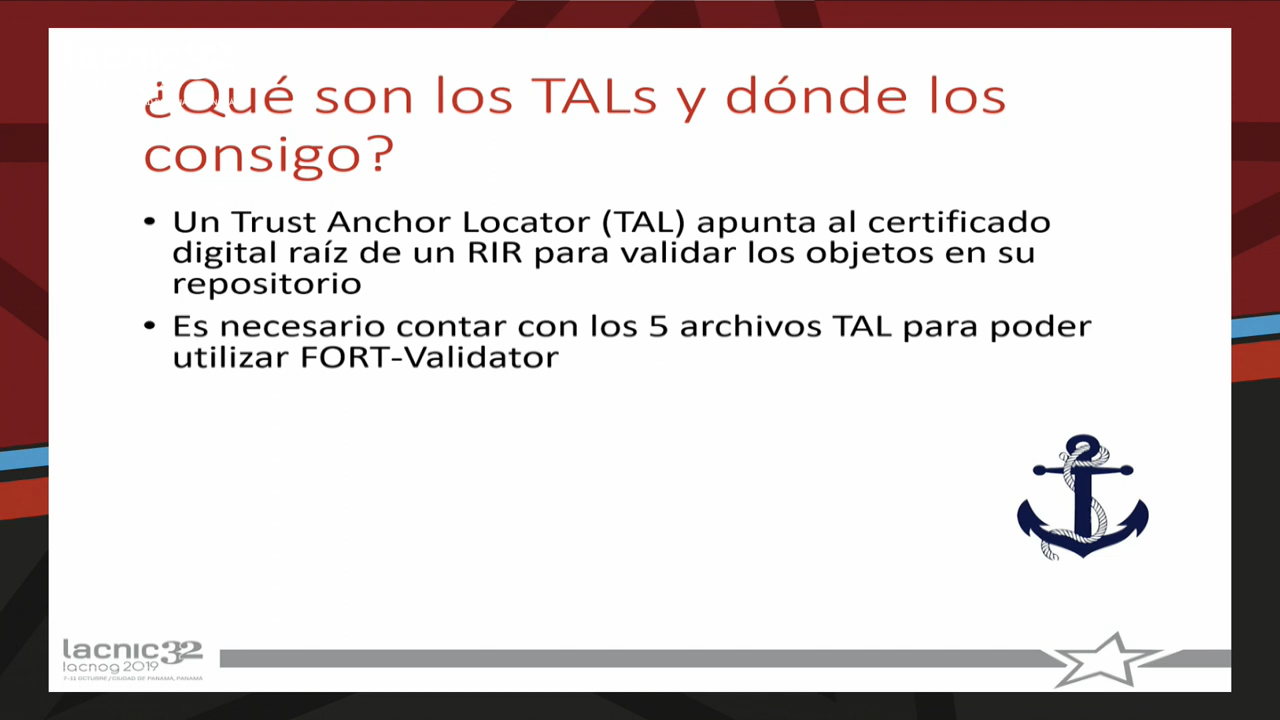 ¿Qué son los TALs y dónde los
consigo?
• Un Trust Anchor Locator (TAL) apunta al certificado
digital raíz de un RIR para validar los objetos en su
repositorio
• Es necesario contar con los 5 archivos TAL para poder
utilizar FORT-Validator
lacnic32
lacnog 2019
7-11 OCTUBRE / CIUDAD DE PANAMÁ, PANAMÁ